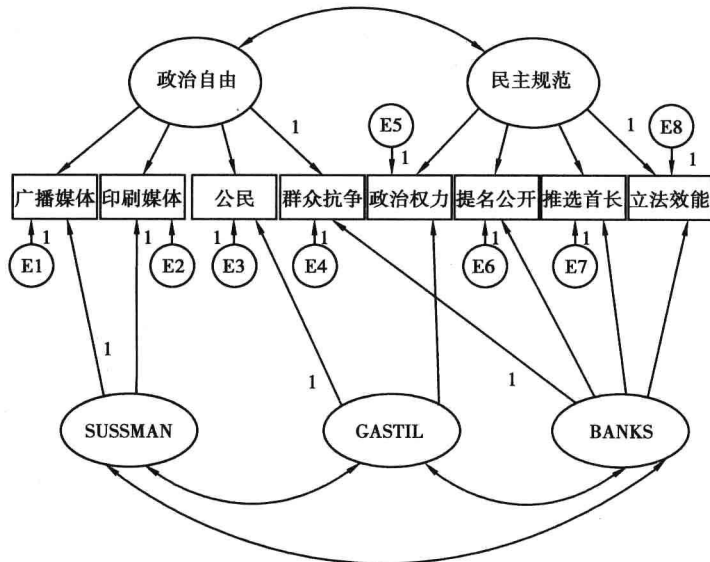 政治自由
民主规范
1
E5
1
E8
1
1
广播媒体
印刷媒体
公民
群众抗争
政治权力
提名公开
推选首长
立法效能
E1
1
1
E2
1
E3
1
E4
E6
1
E7
1
1
1
1
SUSSMAN
GASTIL
BANKS